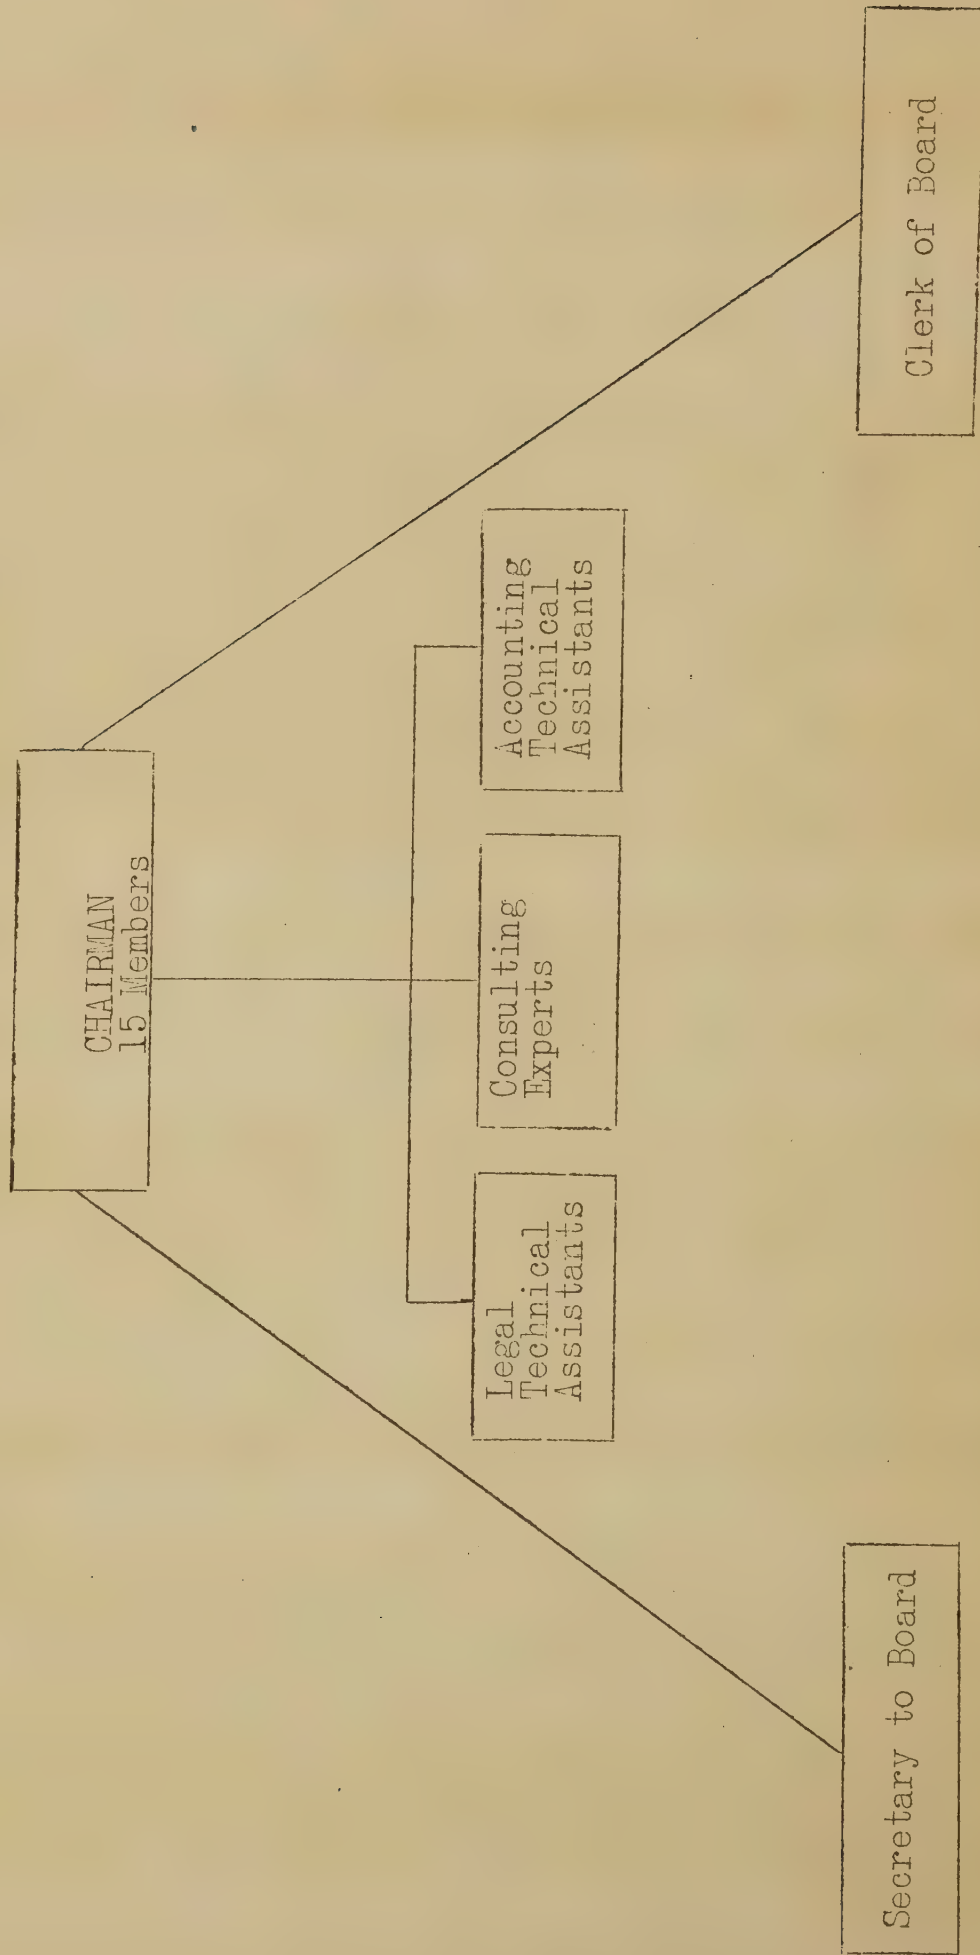 CHAIRMAN
15 Members
Legal
Technical
Assistants
Consulting
Experts
Accounting
Technical
Assistants
Secretary to Board
Clerk of Board